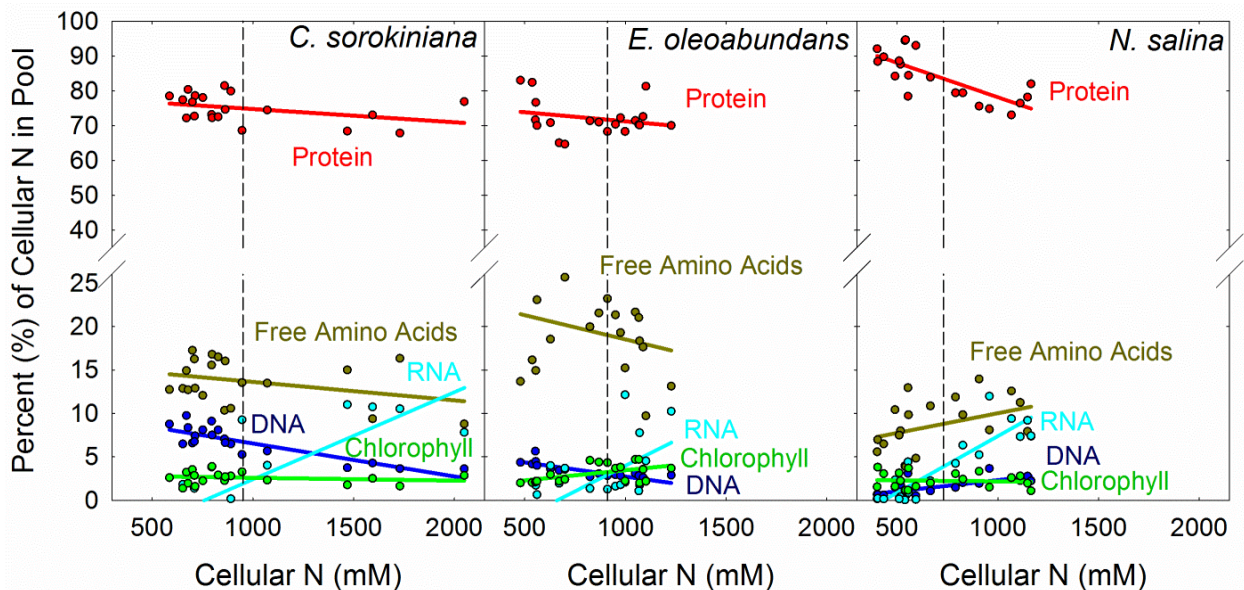 Percent (%) of Cellular N in Pool
100
90
80
70
60
50
40
25
20
15
10
5
0
C. sorokiniana
Protein
Free Amino Acids
RNA
DNA
Chlorophyll
500
1000
1500
2000
Cellular N (mM)
E. oleoabundans
Protein
Free Amino Acids
RNA
Chlorophyll
DNA
500
1000
1500
2000
Cellular N (mM)
N. salina
Protein
Free Amino Acids
RNA
DNA
Chlorophyll
500
1000
1500
2000
Cellular N (mM)